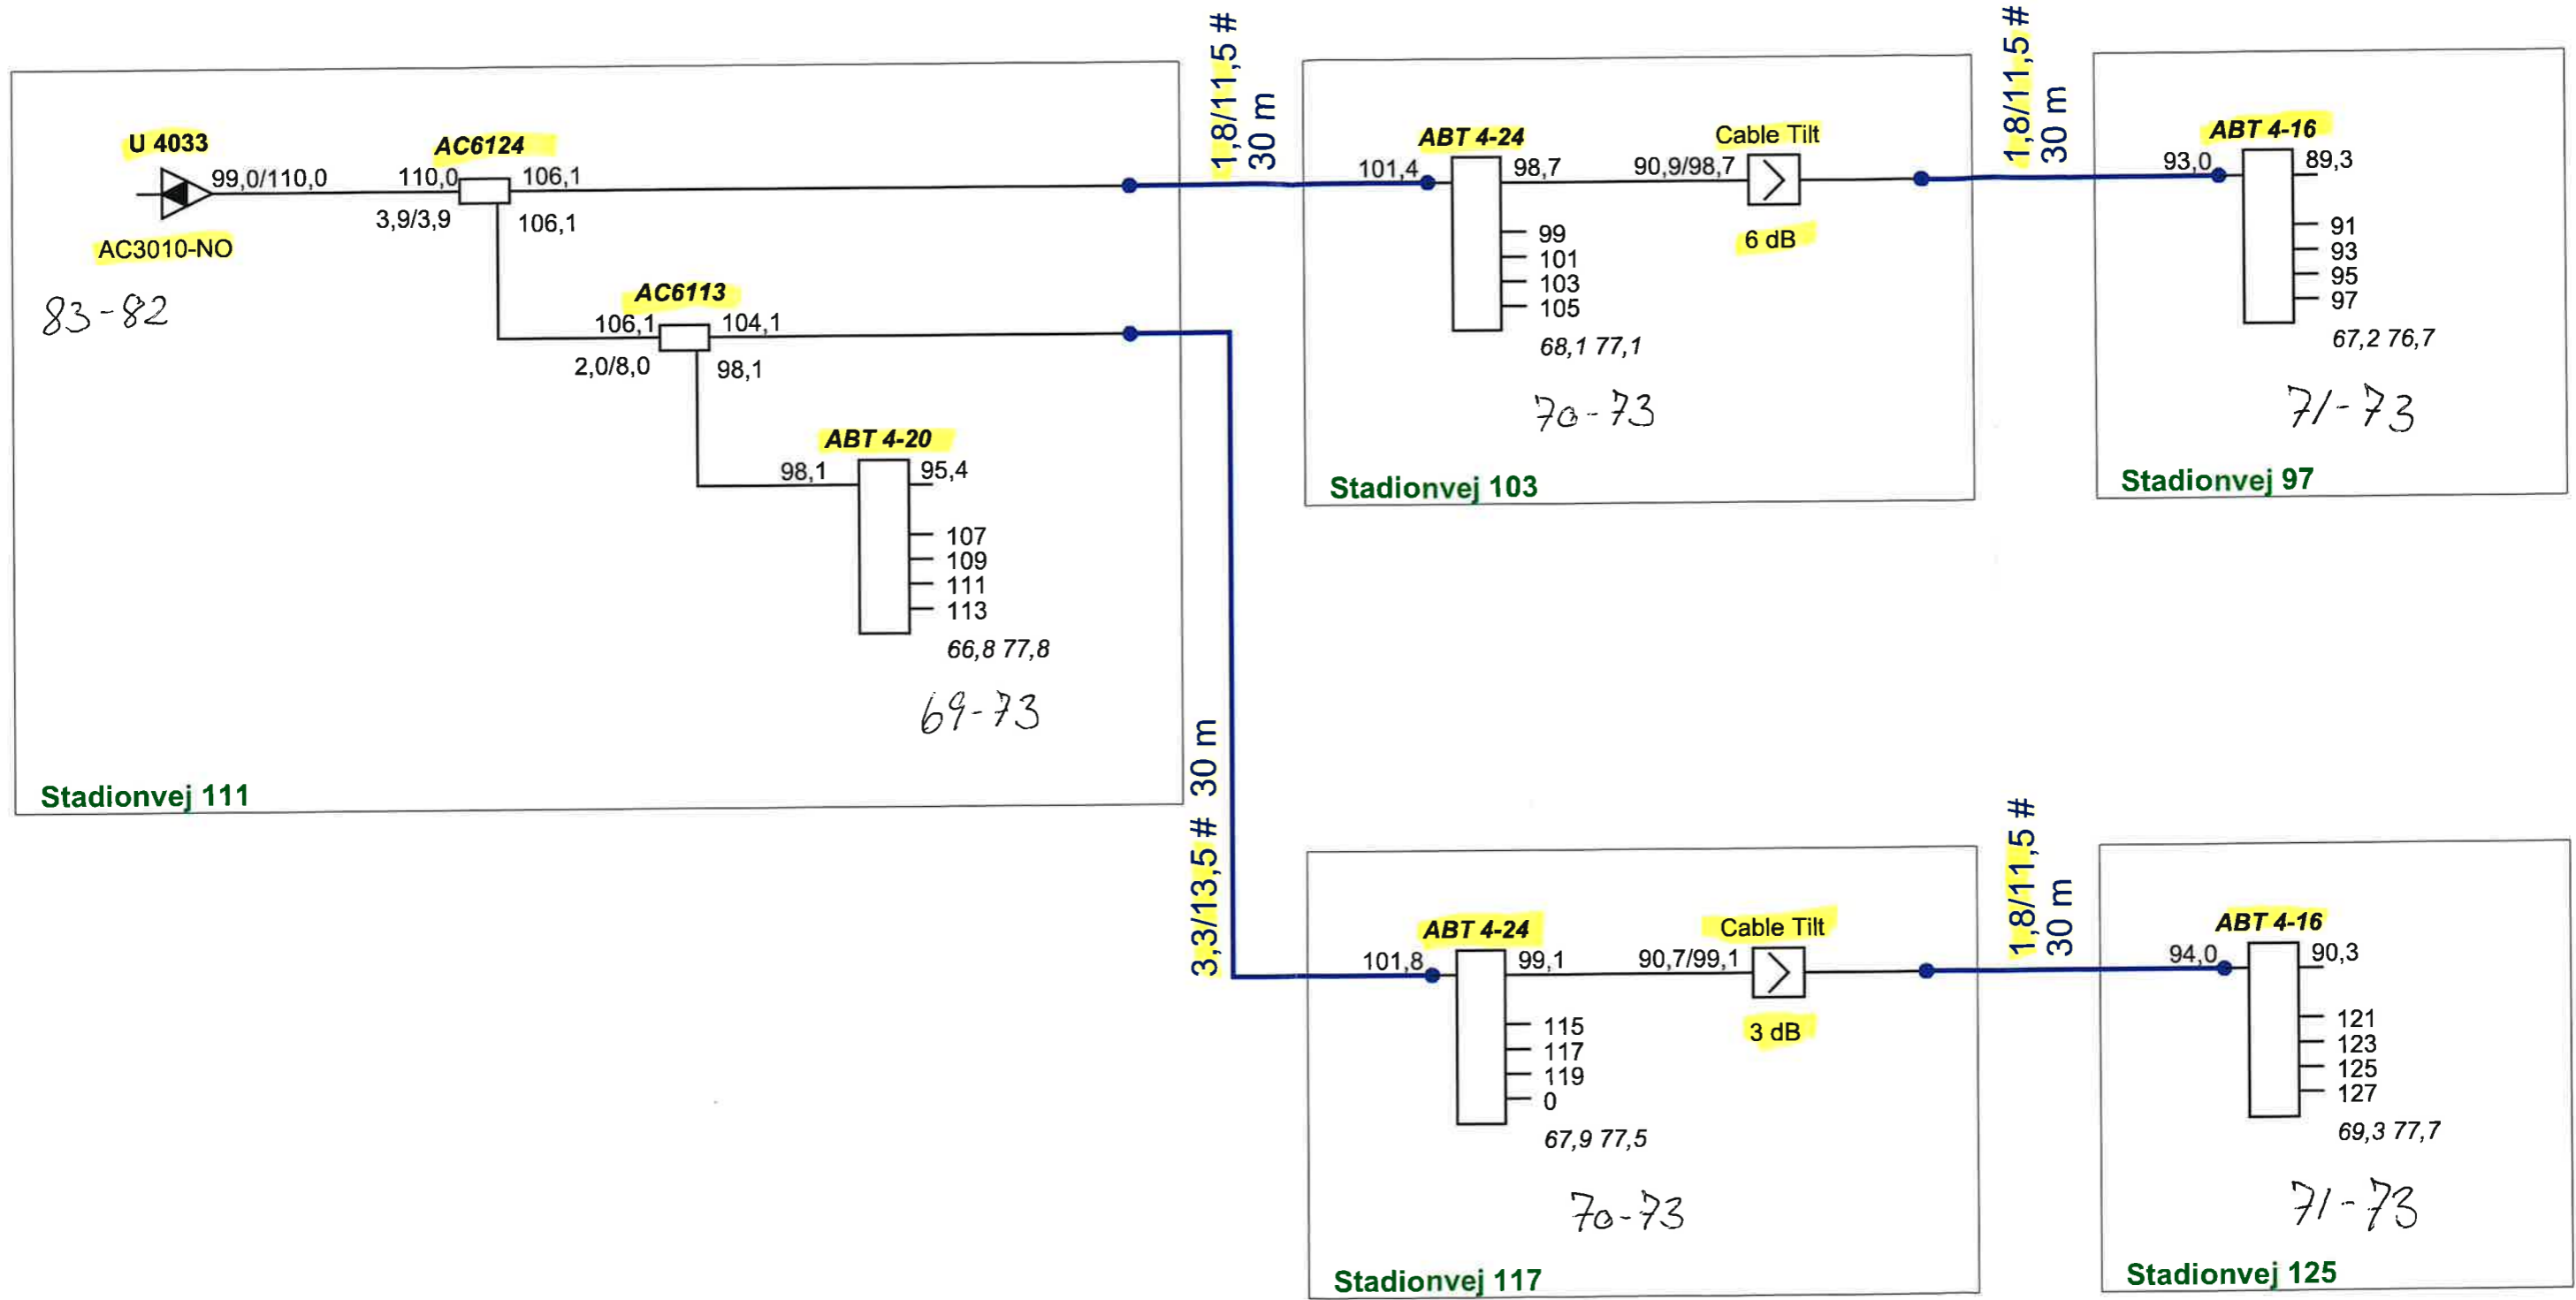 U 4033
99,0/110,0
AC3010-NO
83-82
AC6124
110,0
106,1
3,9/3,9
106,1
AC6113
106,1
104,1
2,0/8,0
98,1
ABT 4-20
98,1
95,4
107
109
111
113
66,8 77,8
69-73
Stadionvej 111
1,8/11,5 #
30 m
ABT 4-24
101,4
98,7
99
101
103
105
68,1 77,1
70-73
90,9/98,7
Cable Tilt
6 dB
Stadionvej 103
1,8/11,5 #
30 m
ABT 4-16
93,0
89,3
91
93
95
97
67,2 76,7
71-73
Stadionvej 97
3,3/13,5 # 30 m
ABT 4-24
101,8
99,1
115
117
119
0
67,9 77,5
70-73
90,7/99,1
Cable Tilt
3 dB
Stadionvej 117
1,8/11,5 #
30 m
ABT 4-16
94,0
90,3
121
123
125
127
69,3 77,7
71-73
Stadionvej 125